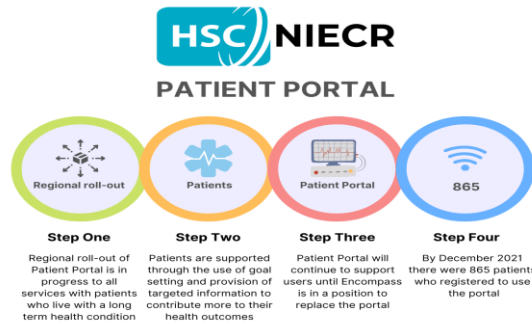 HSC NIECR
PATIENT PORTAL
Regional roll-out
Patients
Patient Portal
865
Step One
Regional roll-out of
Patient Portal is in
progress to all
services with patients
who live with a long
term health condition
Step Two
Patients are supported
through the use of goal
setting and provision of
targeted information to
contribute more to their
health outcomes
Step Three
Patient Portal will
continue to support
users until Encompass
is in a position to
replace the portal
Step Four
By December 2021
there were 865 patients
who registered to use
the portal